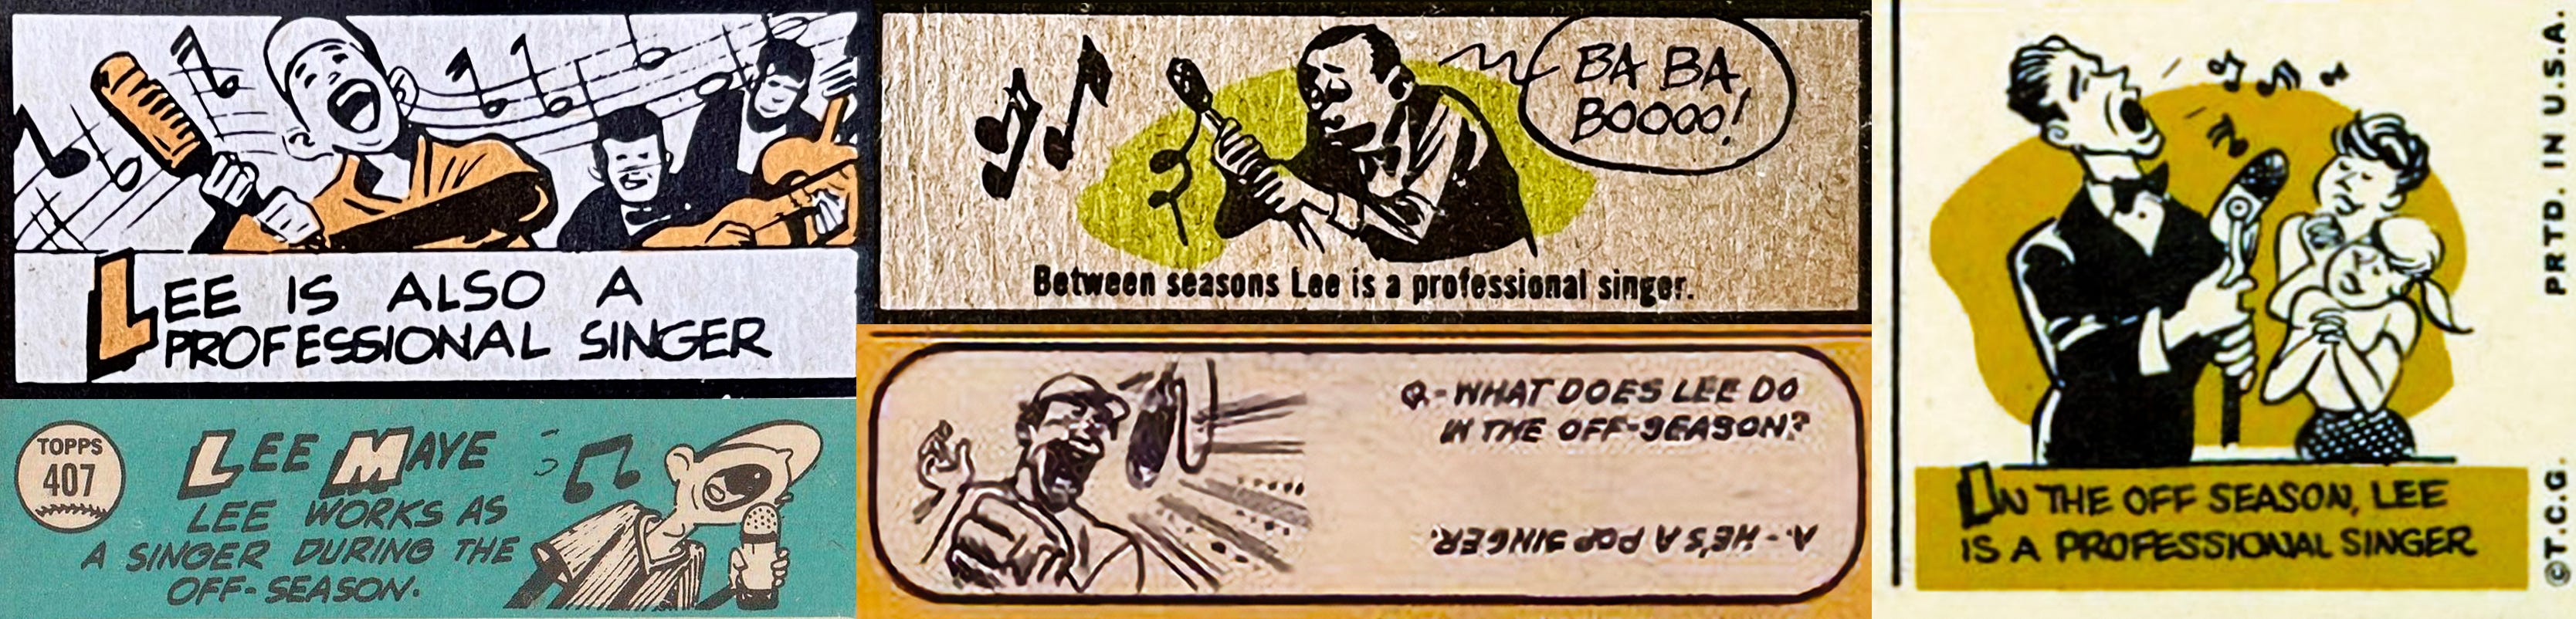 LEE IS ALSO A
PROFESSIONAL SINGER
BA BA
BOOOO!
Between seasons Lee is a professional singer.
TOPPS
407
LEE MAYE
LEE WORKS AS
A SINGER DURING THE
OFF-SEASON.
Q.-WHAT DOES LEE DO
IN THE OFF-SEASON?
A.-HE'S A POP SINGER.
IN THE OFF SEASON, LEE
IS A PROFESSIONAL SINGER
©T.C.G. PRTD. IN U.S.A.